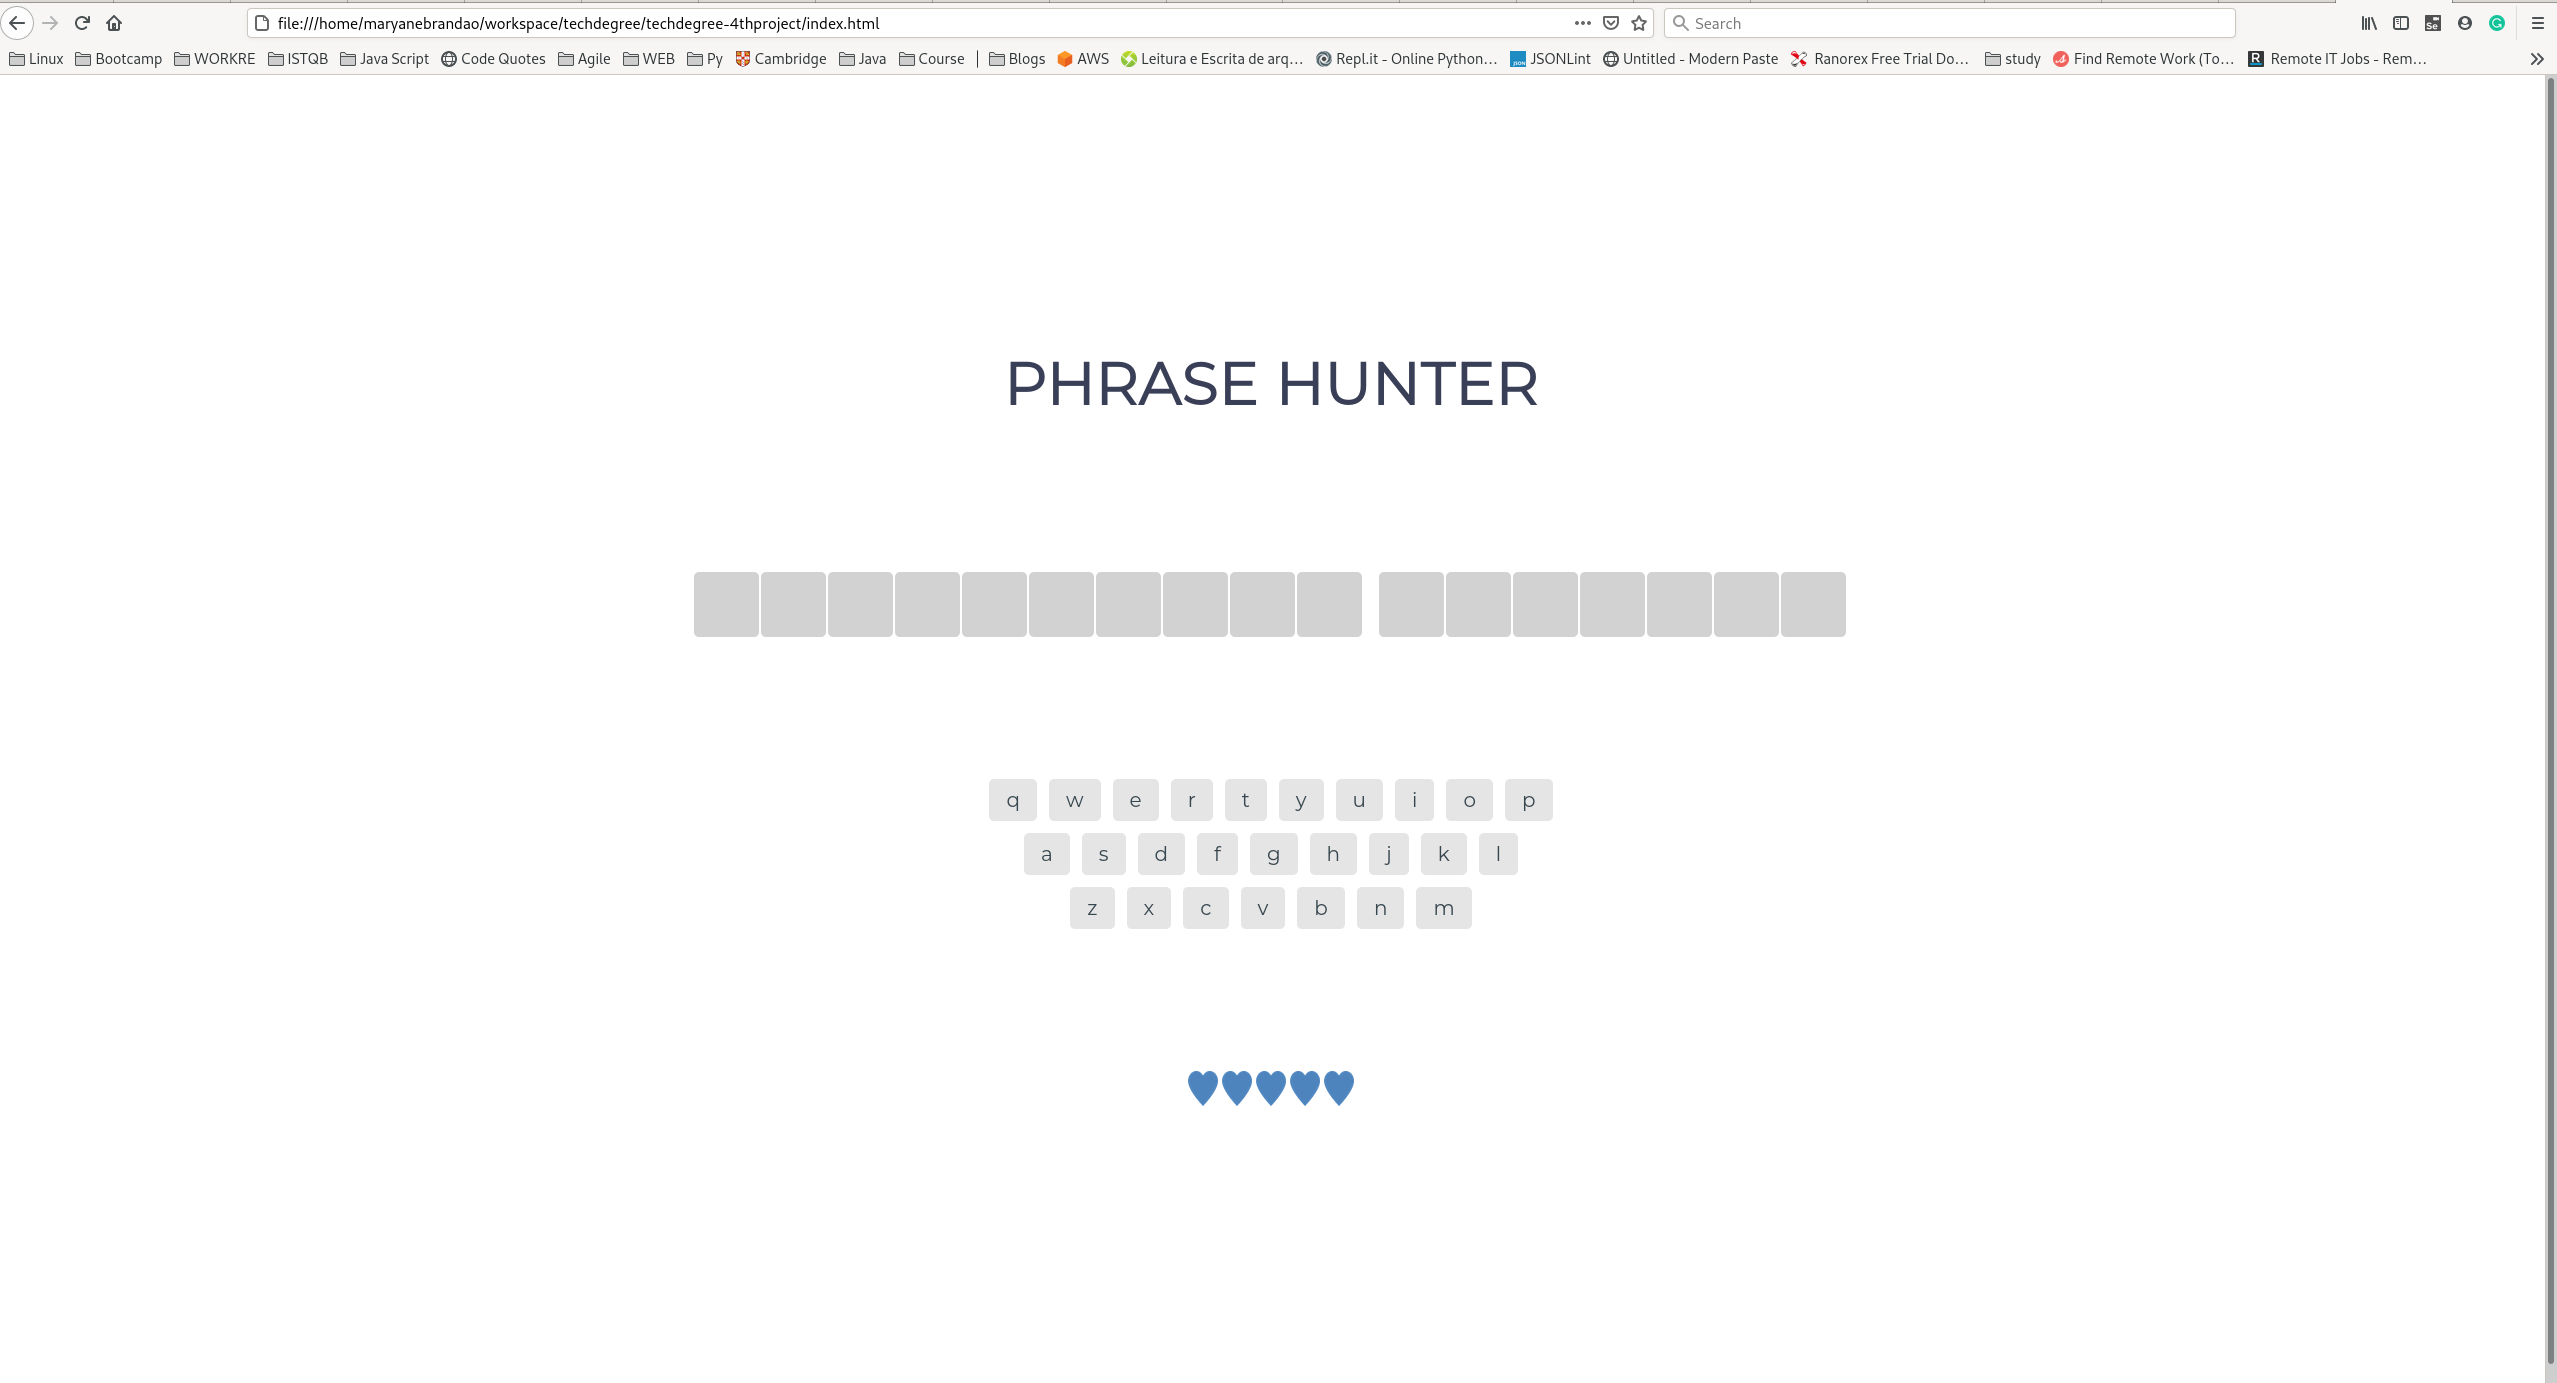 file:///home/maryanebrandao/workspace/techdegree/techdegree-4thproject/index.html Search
Linux Bootcamp WORKRE ISTQB Java Script Code Quotes Agile WEB Py Cambridge Java Course Blogs AWS Leitura e Escrita de arq… Repl.it - Online Python… JSONLint Untitled - Modern Paste Ranorex Free Trial Do… study Find Remote Work (To… Remote IT Jobs - Rem…
PHRASE HUNTER
q w e r t y u i o p
a s d f g h j k l
z x c v b n m